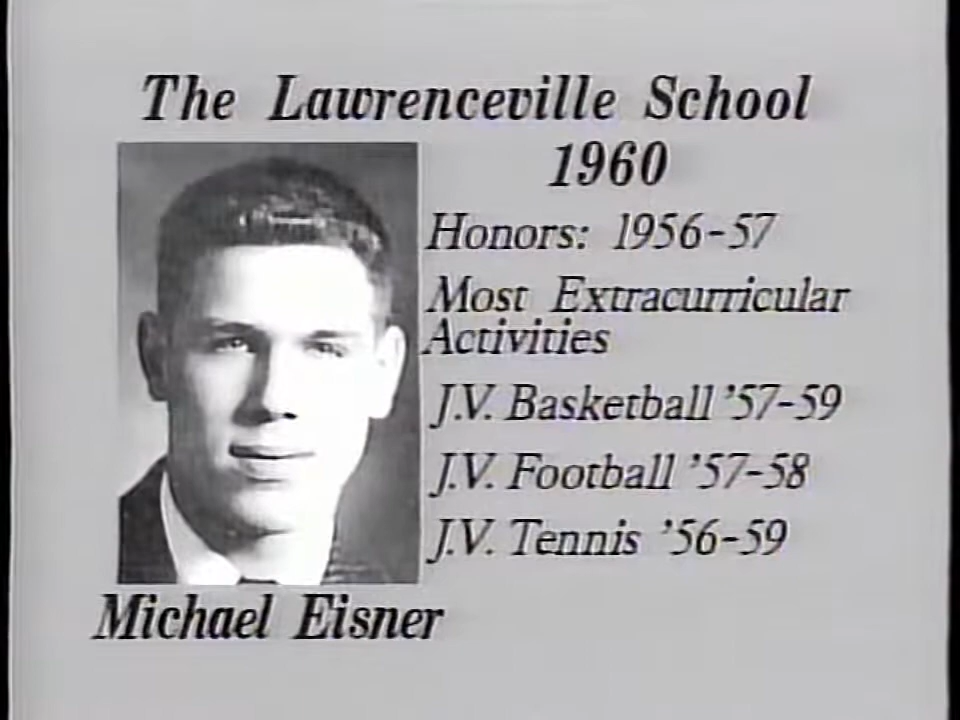 The Lawrenceville School
1960
Honors: 1956-57
Most Extracurricular
Activities
J.V. Basketball '57-59
J.V. Football '57-58
J.V. Tennis '56-59
Michael Eisner